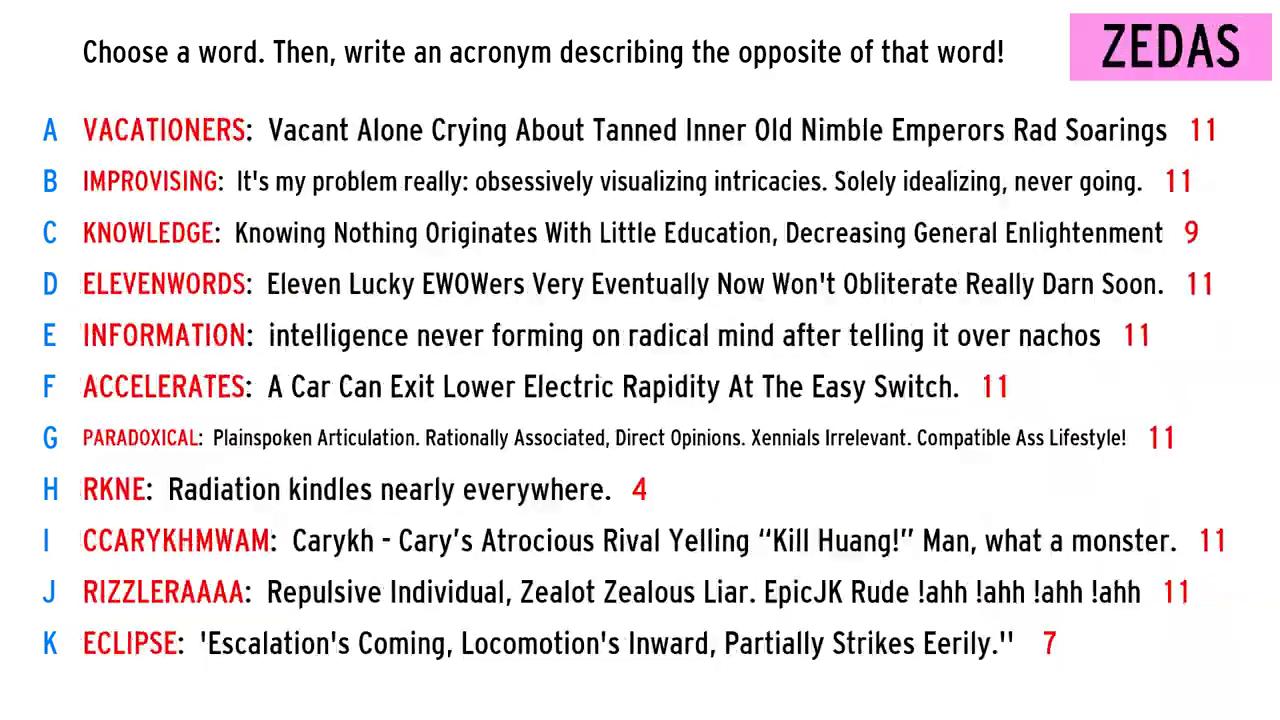 Choose a word. Then, write an acronym describing the opposite of that word!
ZEDAS
A VACATIONERS: Vacant Alone Crying About Tanned Inner Old Nimble Emperors Rad Soarings 11
B IMPROVISING: It's my problem really: obsessively visualizing intricacies. Solely idealizing, never going. 11
C KNOWLEDGE: Knowing Nothing Originates With Little Education, Decreasing General Enlightenment 9
D ELEVENWORDS: Eleven Lucky EWOWers Very Eventually Now Won't Obliterate Really Darn Soon. 11
E INFORMATION: intelligence never forming on radical mind after telling it over nachos 11
F ACCELERATES: A Car Can Exit Lower Electric Rapidity At The Easy Switch. 11
G PARADOXICAL: Plainspoken Articulation. Rationally Associated, Direct Opinions. Xennials Irrelevant. Compatible Ass Lifestyle! 11
H RKNE: Radiation kindles nearly everywhere. 4
I CCARYKHMWAM: Carykh - Cary’s Atrocious Rival Yelling “Kill Huang!” Man, what a monster. 11
J RIZZLERAAAA: Repulsive Individual, Zealot Zealous Liar. EpicJK Rude !ahh !ahh !ahh !ahh 11
K ECLIPSE: 'Escalation's Coming, Locomotion's Inward, Partially Strikes Eerily.'' 7